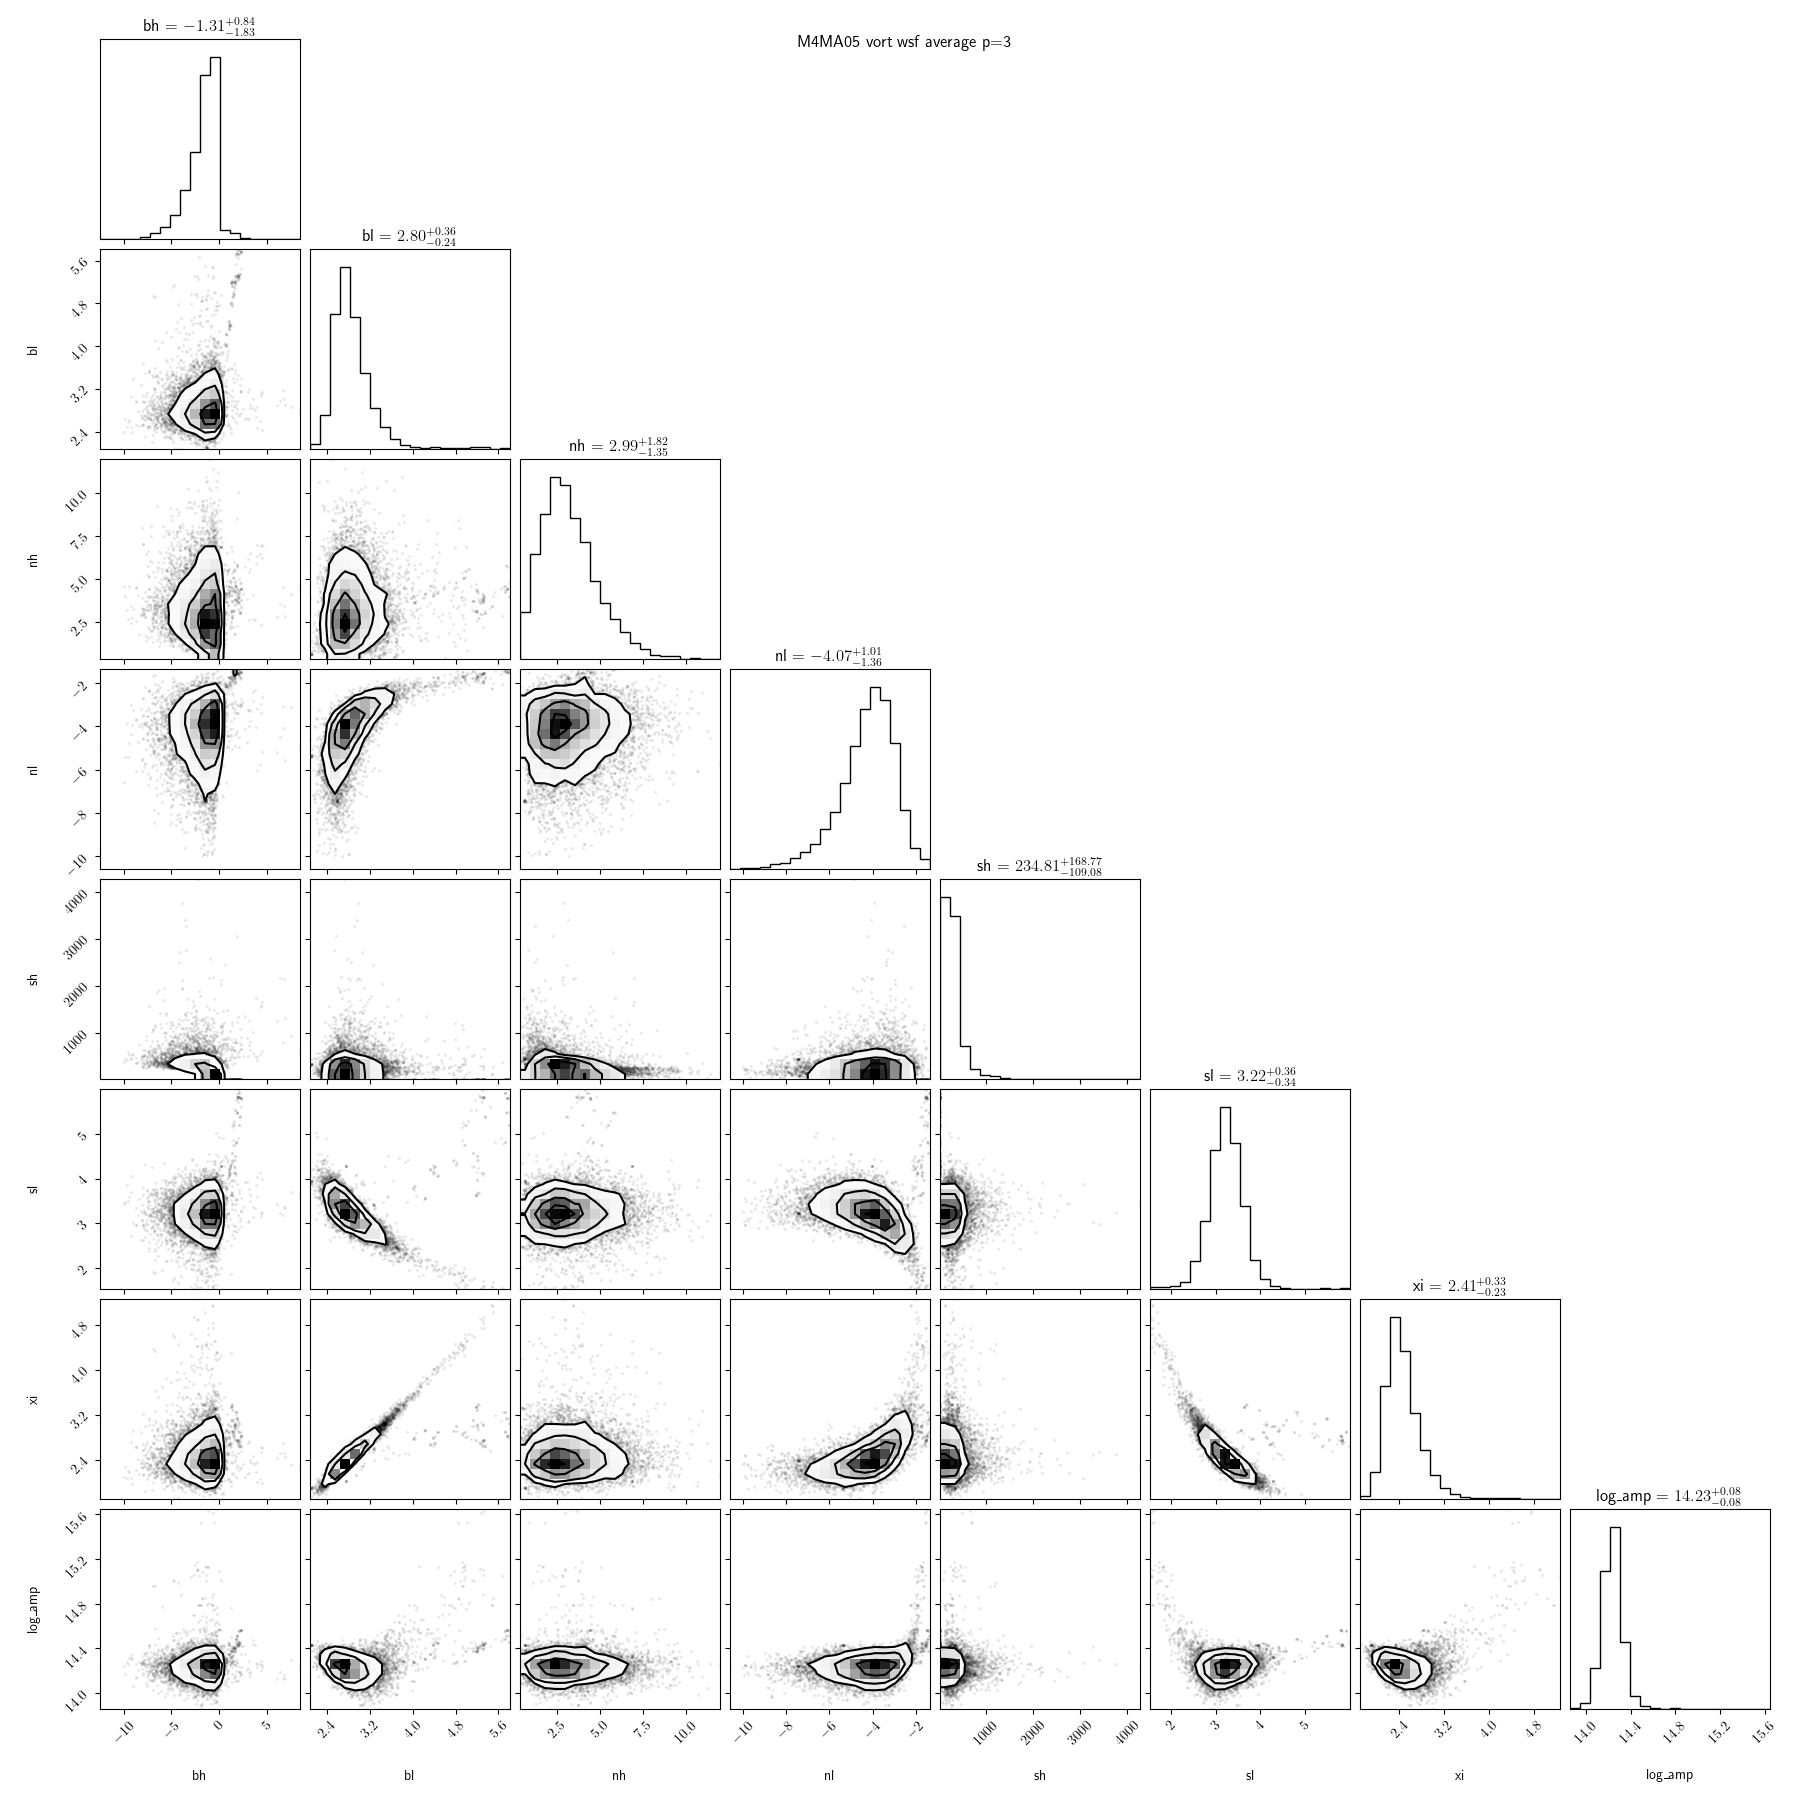 M4MA05 vort wsf average p=3
bh = −1.31 +0.84 −1.83
bl = 2.80 +0.36 −0.24
5.6
4.8
4.0
3.2
2.4
bl
nh = 2.99 +1.82 −1.35
10.0
7.5
5.0
2.5
nh
nl = −4.07 +1.01 −1.36
−2
−4
−6
−8
−10
nl
sh = 234.81 +168.77 −109.08
4000
3000
2000
1000
sh
sl = 3.22 +0.36 −0.34
5
4
3
2
sl
xi = 2.41 +0.33 −0.23
4.8
4.0
3.2
2.4
xi
log_amp = 14.23 +0.08 −0.08
15.6
15.2
14.8
14.4
14.0
log_amp
−10 −5 0 5 2.4 3.2 4.0 4.8 5.6 2.5 5.0 7.5 10.0 −10 −8 −6 −4 −2 1000 2000 3000 4000 2 3 4 5 2.4 3.2 4.0 4.8 14.0 14.4 14.8 15.2 15.6
bh bl nh nl sh sl xi log_amp